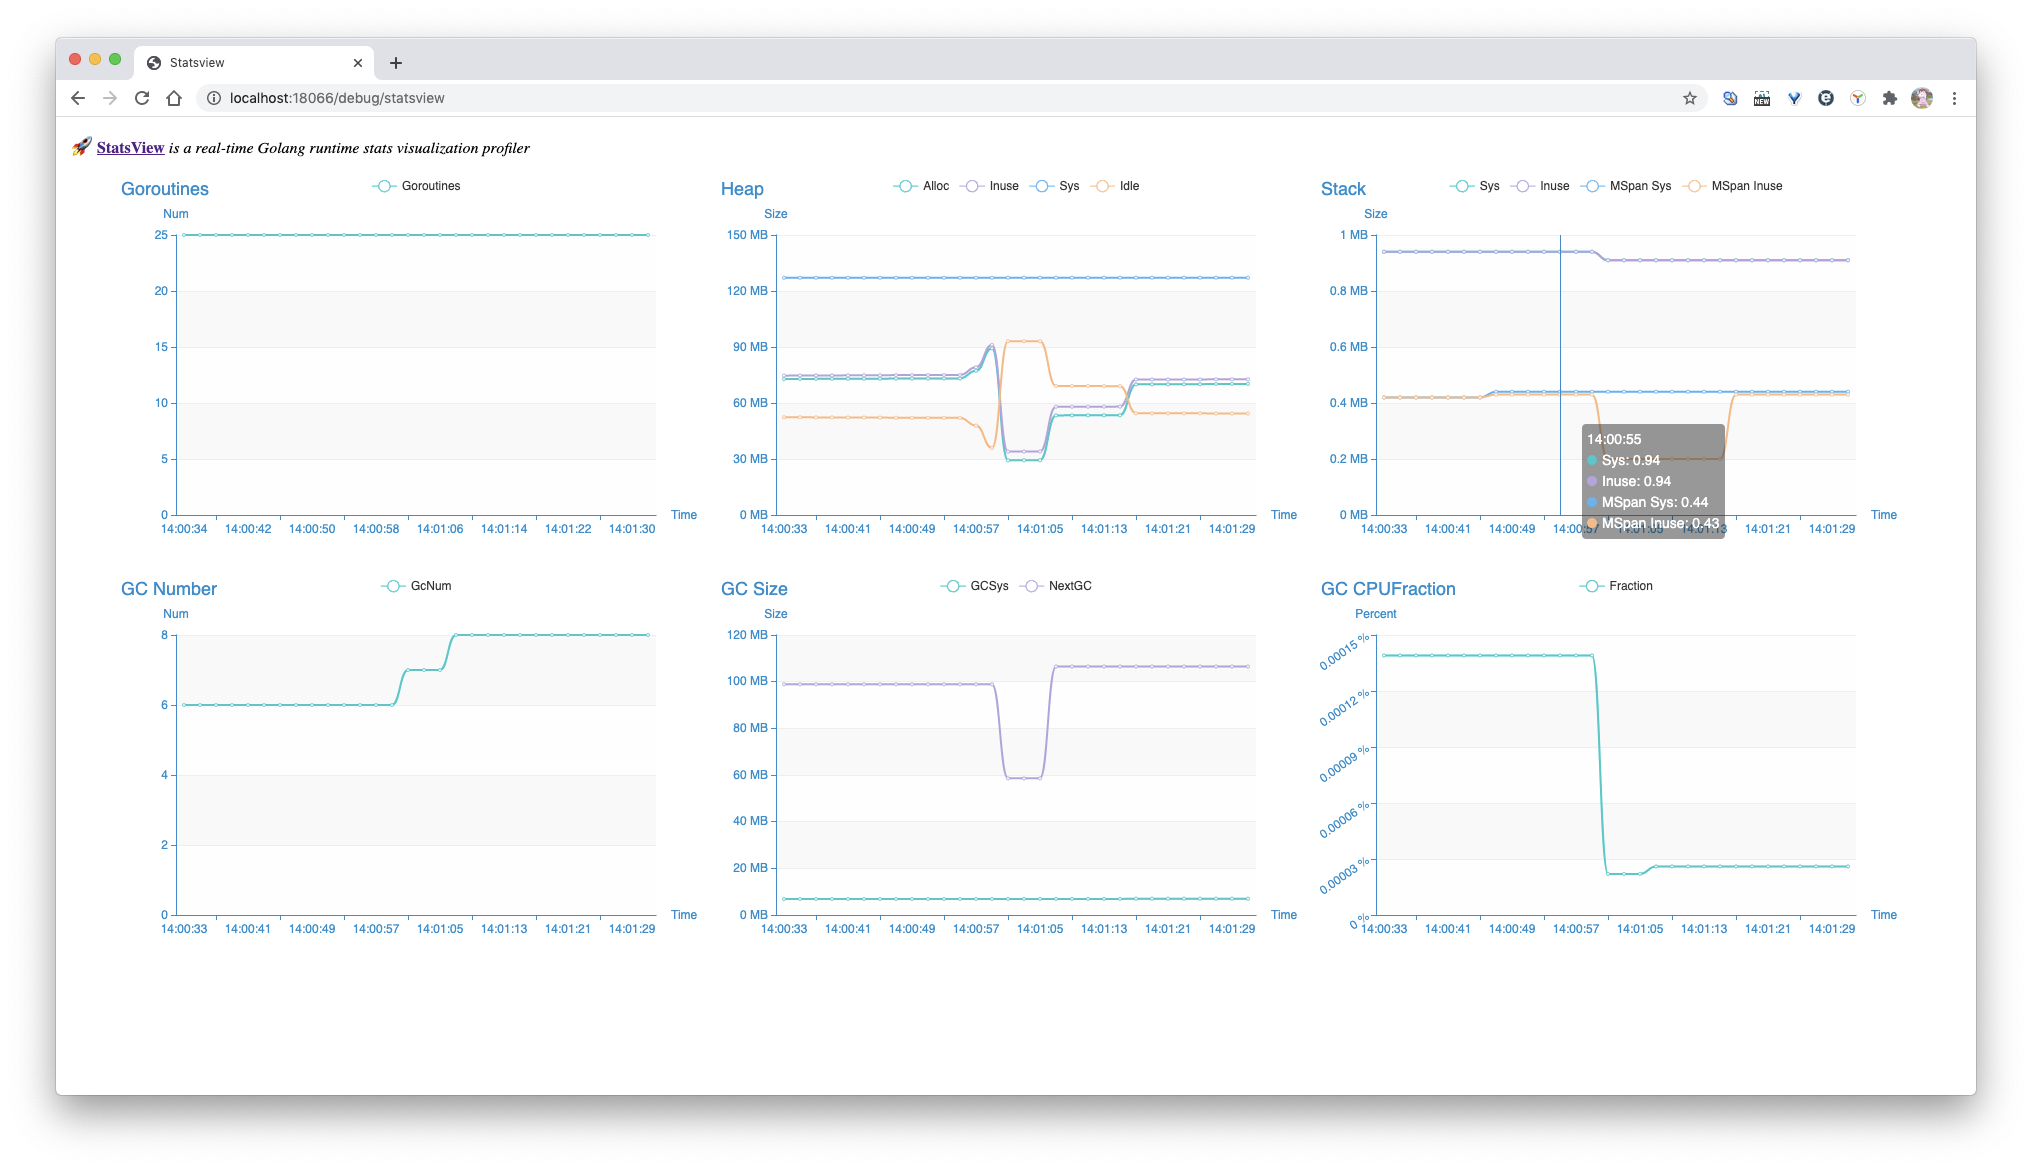 Statsview
localhost:18066/debug/statsview
NEW
🚀 StatsView is a real-time Golang runtime stats visualization profiler
Goroutines
Goroutines
Num
25
20
15
10
5
0
14:00:34 14:00:42 14:00:50 14:00:58 14:01:06 14:01:14 14:01:22 14:01:30
Time
Heap
Alloc Inuse Sys Idle
Size
150 MB
120 MB
90 MB
60 MB
30 MB
0 MB
14:00:33 14:00:41 14:00:49 14:00:57 14:01:05 14:01:13 14:01:21 14:01:29
Time
Stack
Sys Inuse MSpan Sys MSpan Inuse
Size
1 MB
0.8 MB
0.6 MB
0.4 MB
0.2 MB
0 MB
14:00:55
Sys: 0.94
Inuse: 0.94
MSpan Sys: 0.44
MSpan Inuse: 0.43
14:00:33 14:00:41 14:00:49 14:00:57 14:01:05 14:01:13 14:01:21 14:01:29
Time
GC Number
GcNum
Num
8
6
4
2
0
14:00:33 14:00:41 14:00:49 14:00:57 14:01:05 14:01:13 14:01:21 14:01:29
Time
GC Size
GCSys NextGC
Size
120 MB
100 MB
80 MB
60 MB
40 MB
20 MB
0 MB
14:00:33 14:00:41 14:00:49 14:00:57 14:01:05 14:01:13 14:01:21 14:01:29
Time
GC CPUFraction
Fraction
Percent
0.00015 %
0.00012 %
0.00009 %
0.00006 %
0.00003 %
0 %
14:00:33 14:00:41 14:00:49 14:00:57 14:01:05 14:01:13 14:01:21 14:01:29
Time